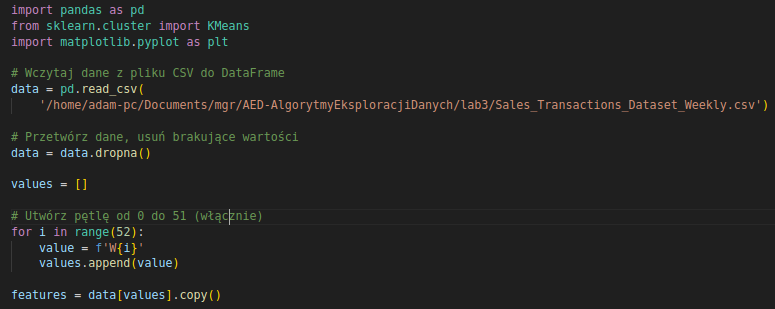 import pandas as pd
from sklearn.cluster import KMeans
import matplotlib.pyplot as plt

# Wczytaj dane z pliku CSV do DataFrame
data = pd.read_csv(
    '/home/adam-pc/Documents/mgr/AED-AlgorytmyEksploracjiDanych/lab3/Sales_Transactions_Dataset_Weekly.csv')

# Przetwórz dane, usuń brakujące wartości
data = data.dropna()

values = []

# Utwórz pętlę od 0 do 51 (włącznie)
for i in range(52):
    value = f'W{i}'
    values.append(value)

features = data[values].copy()